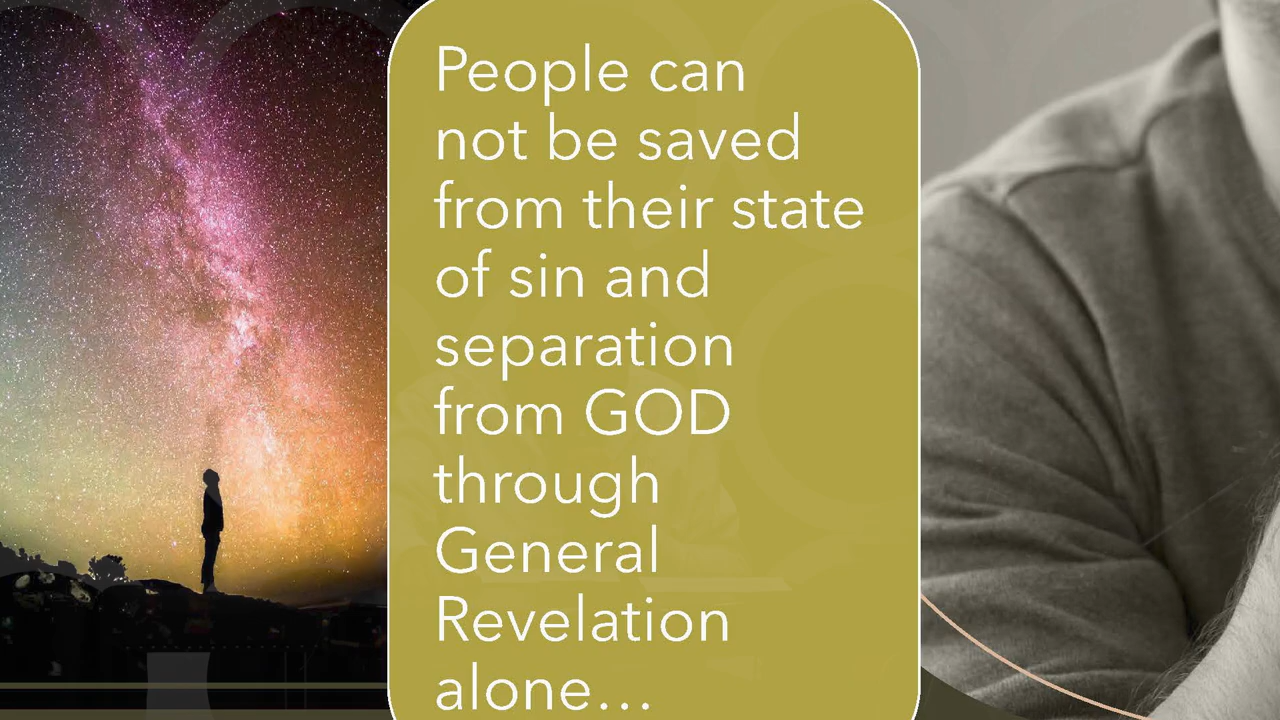 People can
not be saved
from their state
of sin and
separation
from GOD
through
General
Revelation
alone…